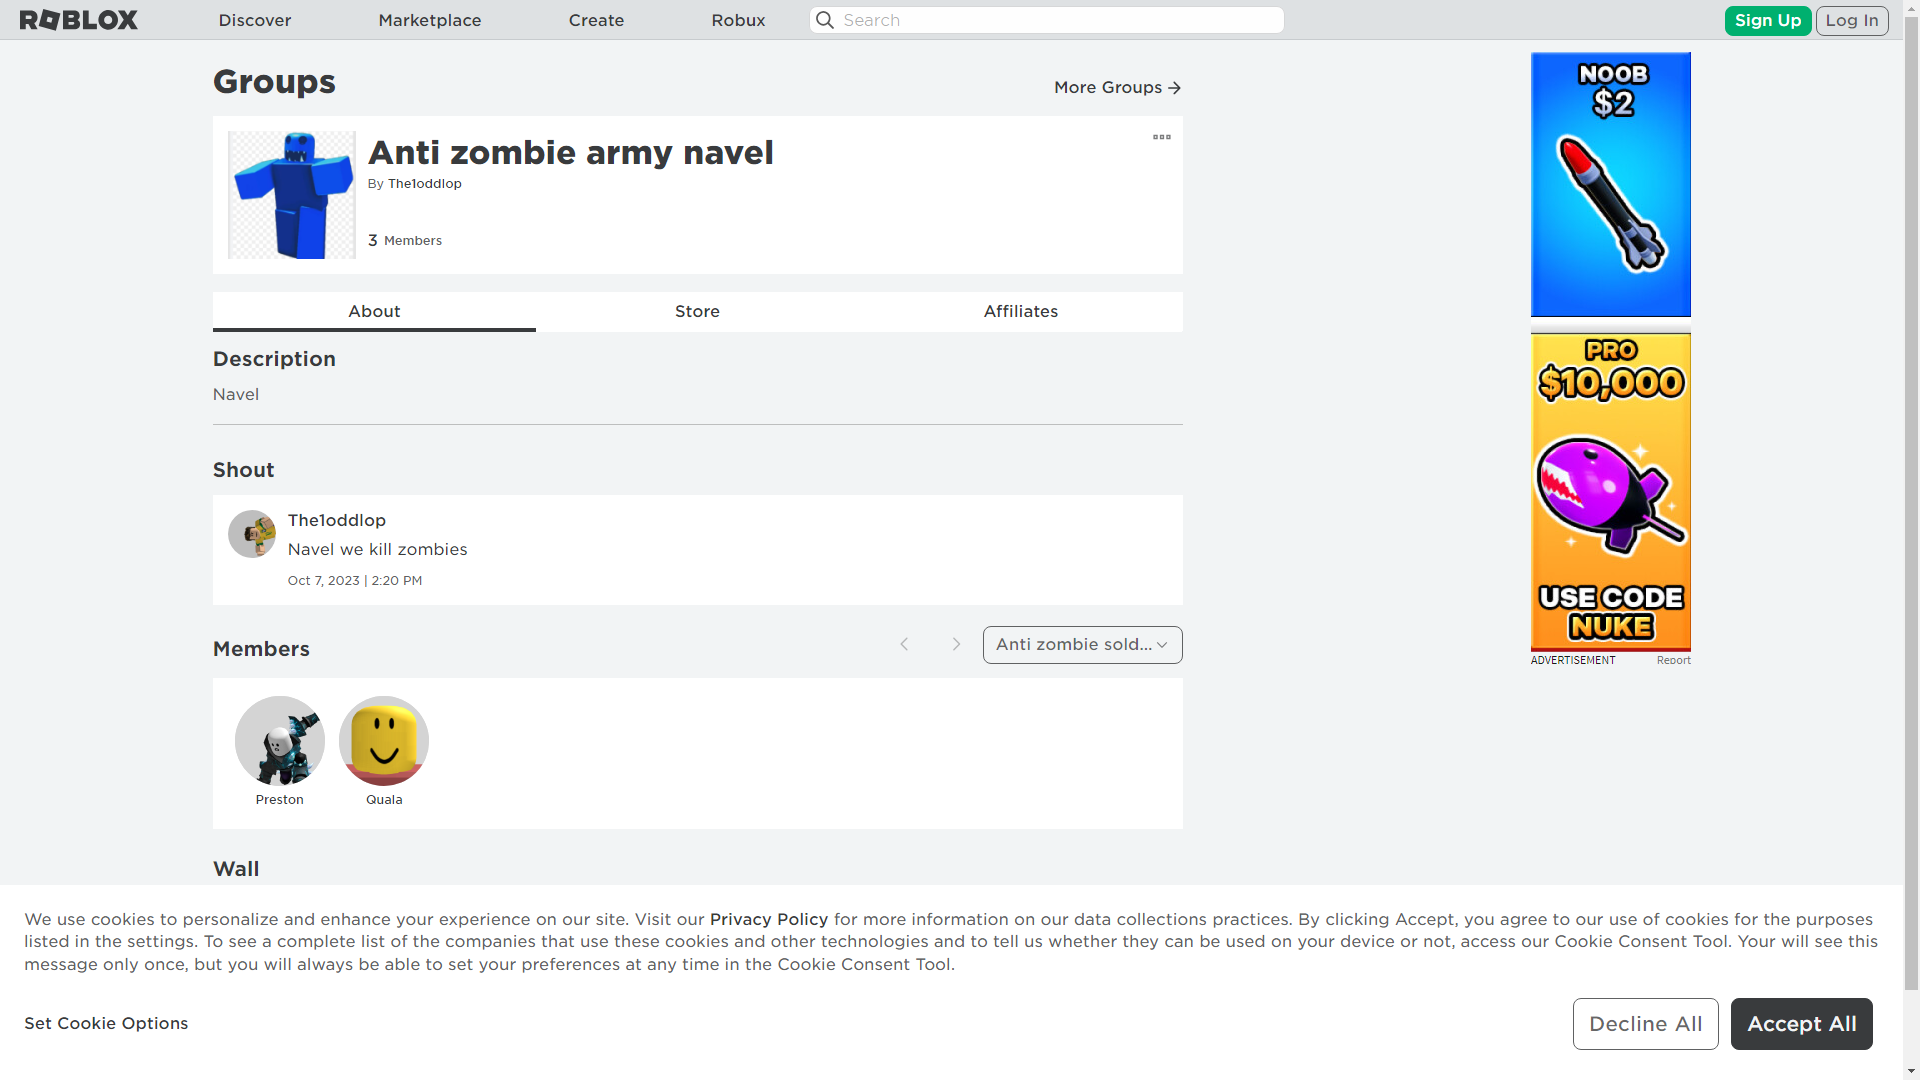 ROBLOX
Discover
Marketplace
Create
Robux
Search
Sign Up
Log In
Groups
More Groups
Anti zombie army navel
By The1oddlop
3 Members
About
Store
Affiliates
Description
Navel
Shout
The1oddlop
Navel we kill zombies
Oct 7, 2023 | 2:20 PM
Members
Anti zombie sold...
Preston
Quala
Wall
NOOB
$2
PRO
$10,000
USE CODE
NUKE
ADVERTISEMENT
Report
We use cookies to personalize and enhance your experience on our site. Visit our Privacy Policy for more information on our data collections practices. By clicking Accept, you agree to our use of cookies for the purposes
listed in the settings. To see a complete list of the companies that use these cookies and other technologies and to tell us whether they can be used on your device or not, access our Cookie Consent Tool. Your will see this
message only once, but you will always be able to set your preferences at any time in the Cookie Consent Tool.
Set Cookie Options
Decline All
Accept All